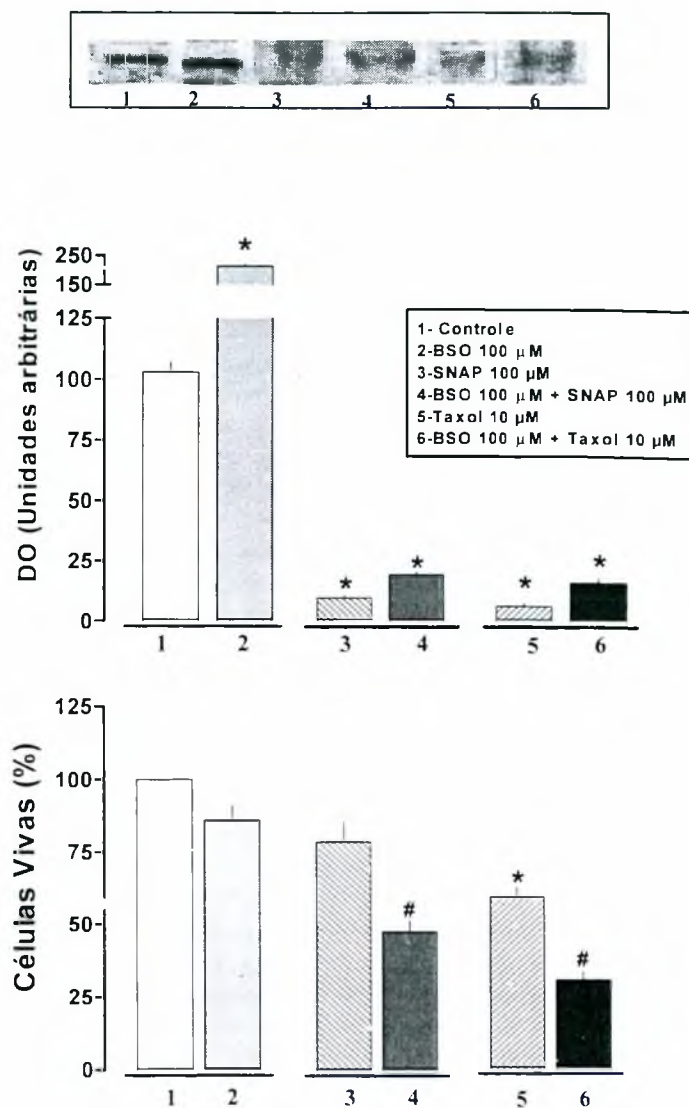 1 2 3 4 5 6
DO (Unidades arbitrárias)
250
150
125
100
75
50
25
0
*
* * * *
1 2 3 4 5 6
1- Controle
2-BSO 100 µM
3-SNAP 100 µM
4-BSO 100 µM + SNAP 100 µM
5-Taxol 10 µM
6-BSO 100 µM + Taxol 10 µM
Células Vivas (%)
125
100
75
50
25
0
# * #
1 2 3 4 5 6